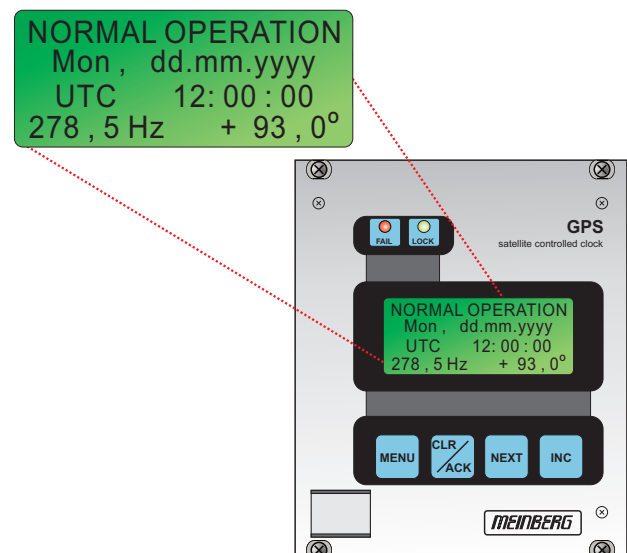 NORMAL OPERATION
Mon , dd.mm.yyyy
UTC 12: 00 : 00
278 , 5 Hz + 93 , 0°
GPS
satellite controlled clock
FAIL LOCK
NORMAL OPERATION
Mon , dd.mm.yyyy
UTC 12: 00 : 00
278 , 5 Hz + 93 , 0°
MENU CLR/ACK NEXT INC
MEINBERG